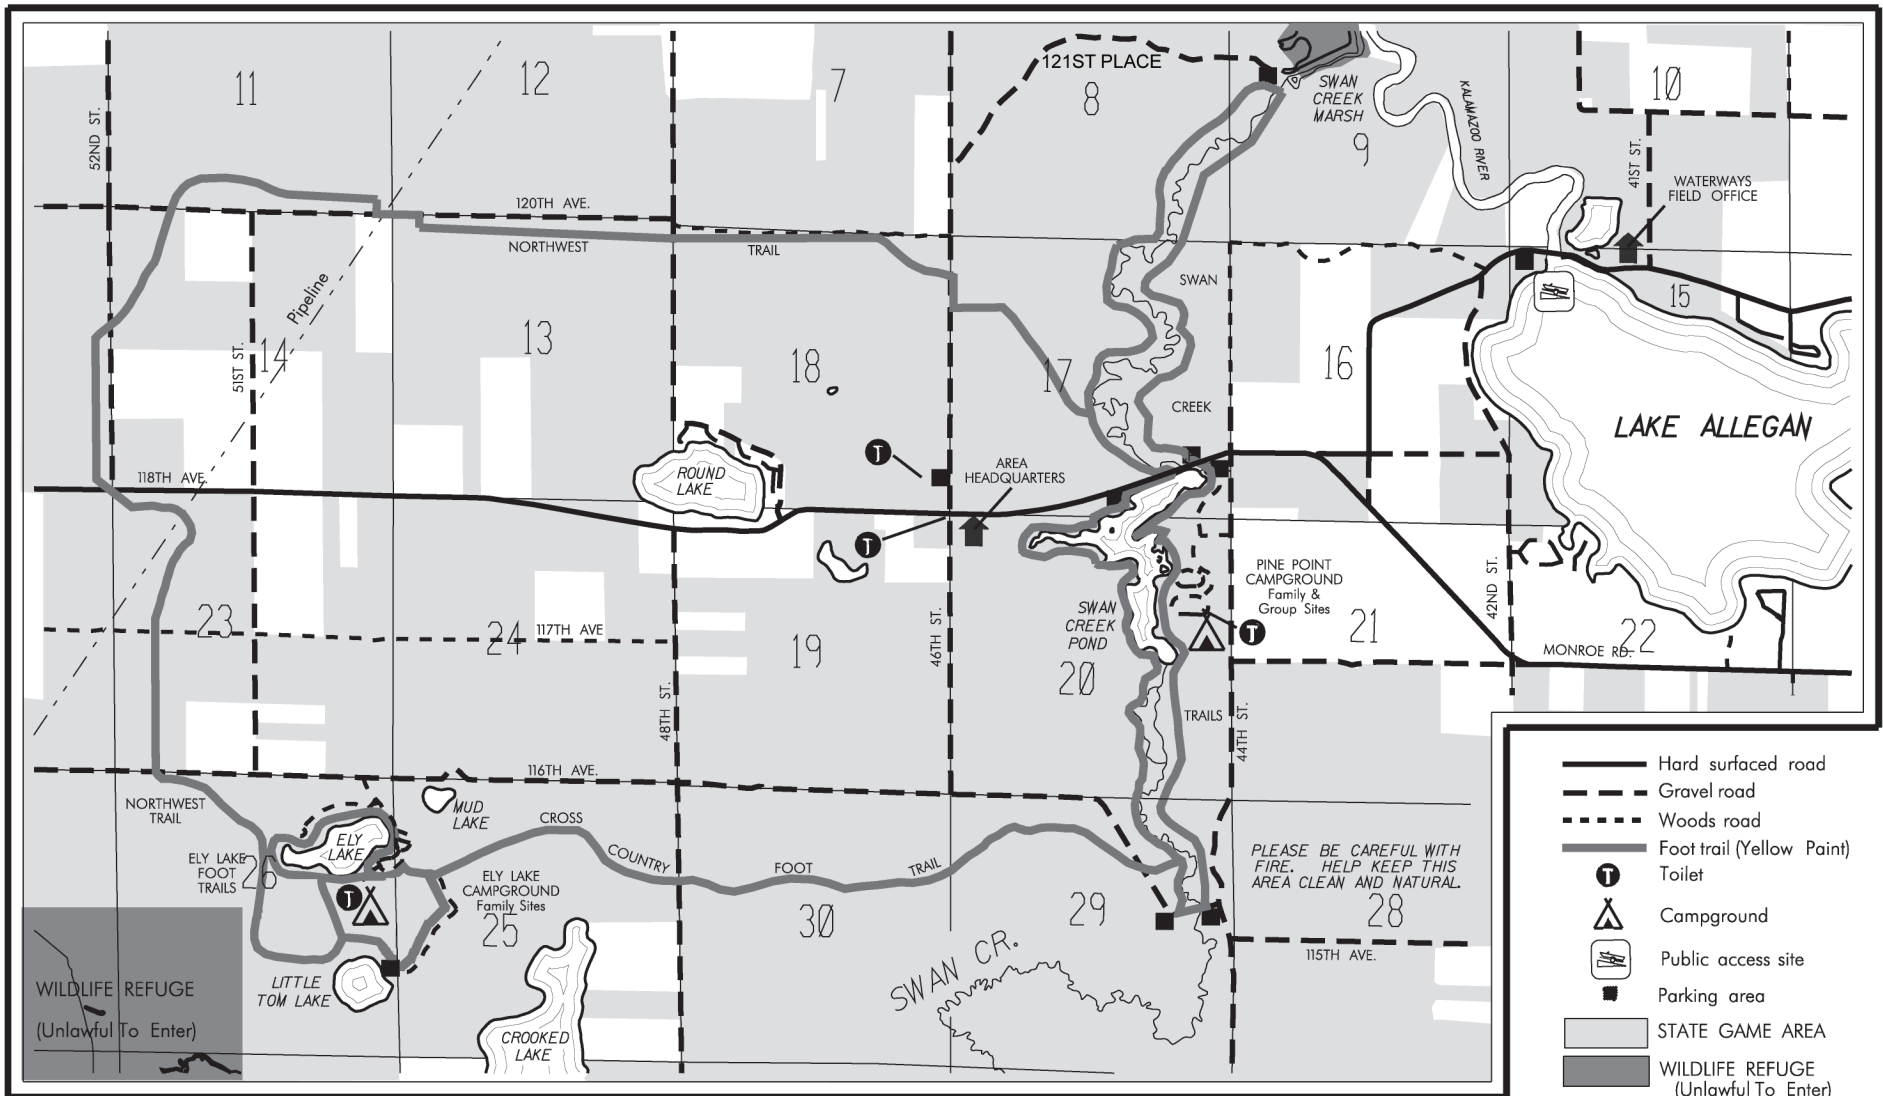 11
12
7
121ST PLACE
8
SWAN
CREEK
MARSH
9
KALAMAZOO RIVER
10
41ST ST.
WATERWAYS
FIELD OFFICE
52ND ST.
120TH AVE.
NORTHWEST
TRAIL
SWAN
CREEK
Pipeline
51ST ST.
14
13
18
17
16
15
LAKE ALLEGAN
118TH AVE.
ROUND
LAKE
T
AREA
HEADQUARTERS
T
PINE POINT
CAMPGROUND
Family &
Group Sites
T
42ND ST.
23
24
117TH AVE
19
46TH ST.
SWAN
CREEK
POND
20
21
22
MONROE RD.
48TH ST.
TRAILS
44TH ST.
116TH AVE.
NORTHWEST
TRAIL
MUD
LAKE
ELY
LAKE
CROSS
COUNTRY
FOOT
TRAIL
ELY LAKE
FOOT
TRAILS
26
T
ELY LAKE
CAMPGROUND
Family Sites
25
30
29
PLEASE BE CAREFUL WITH
FIRE. HELP KEEP THIS
AREA CLEAN AND NATURAL.
28
115TH AVE.
SWAN CR.
LITTLE
TOM LAKE
CROOKED
LAKE
WILDLIFE REFUGE
(Unlawful To Enter)
Hard surfaced road
Gravel road
Woods road
Foot trail (Yellow Paint)
T Toilet
Campground
Public access site
Parking area
STATE GAME AREA
WILDLIFE REFUGE
(Unlawful To Enter)